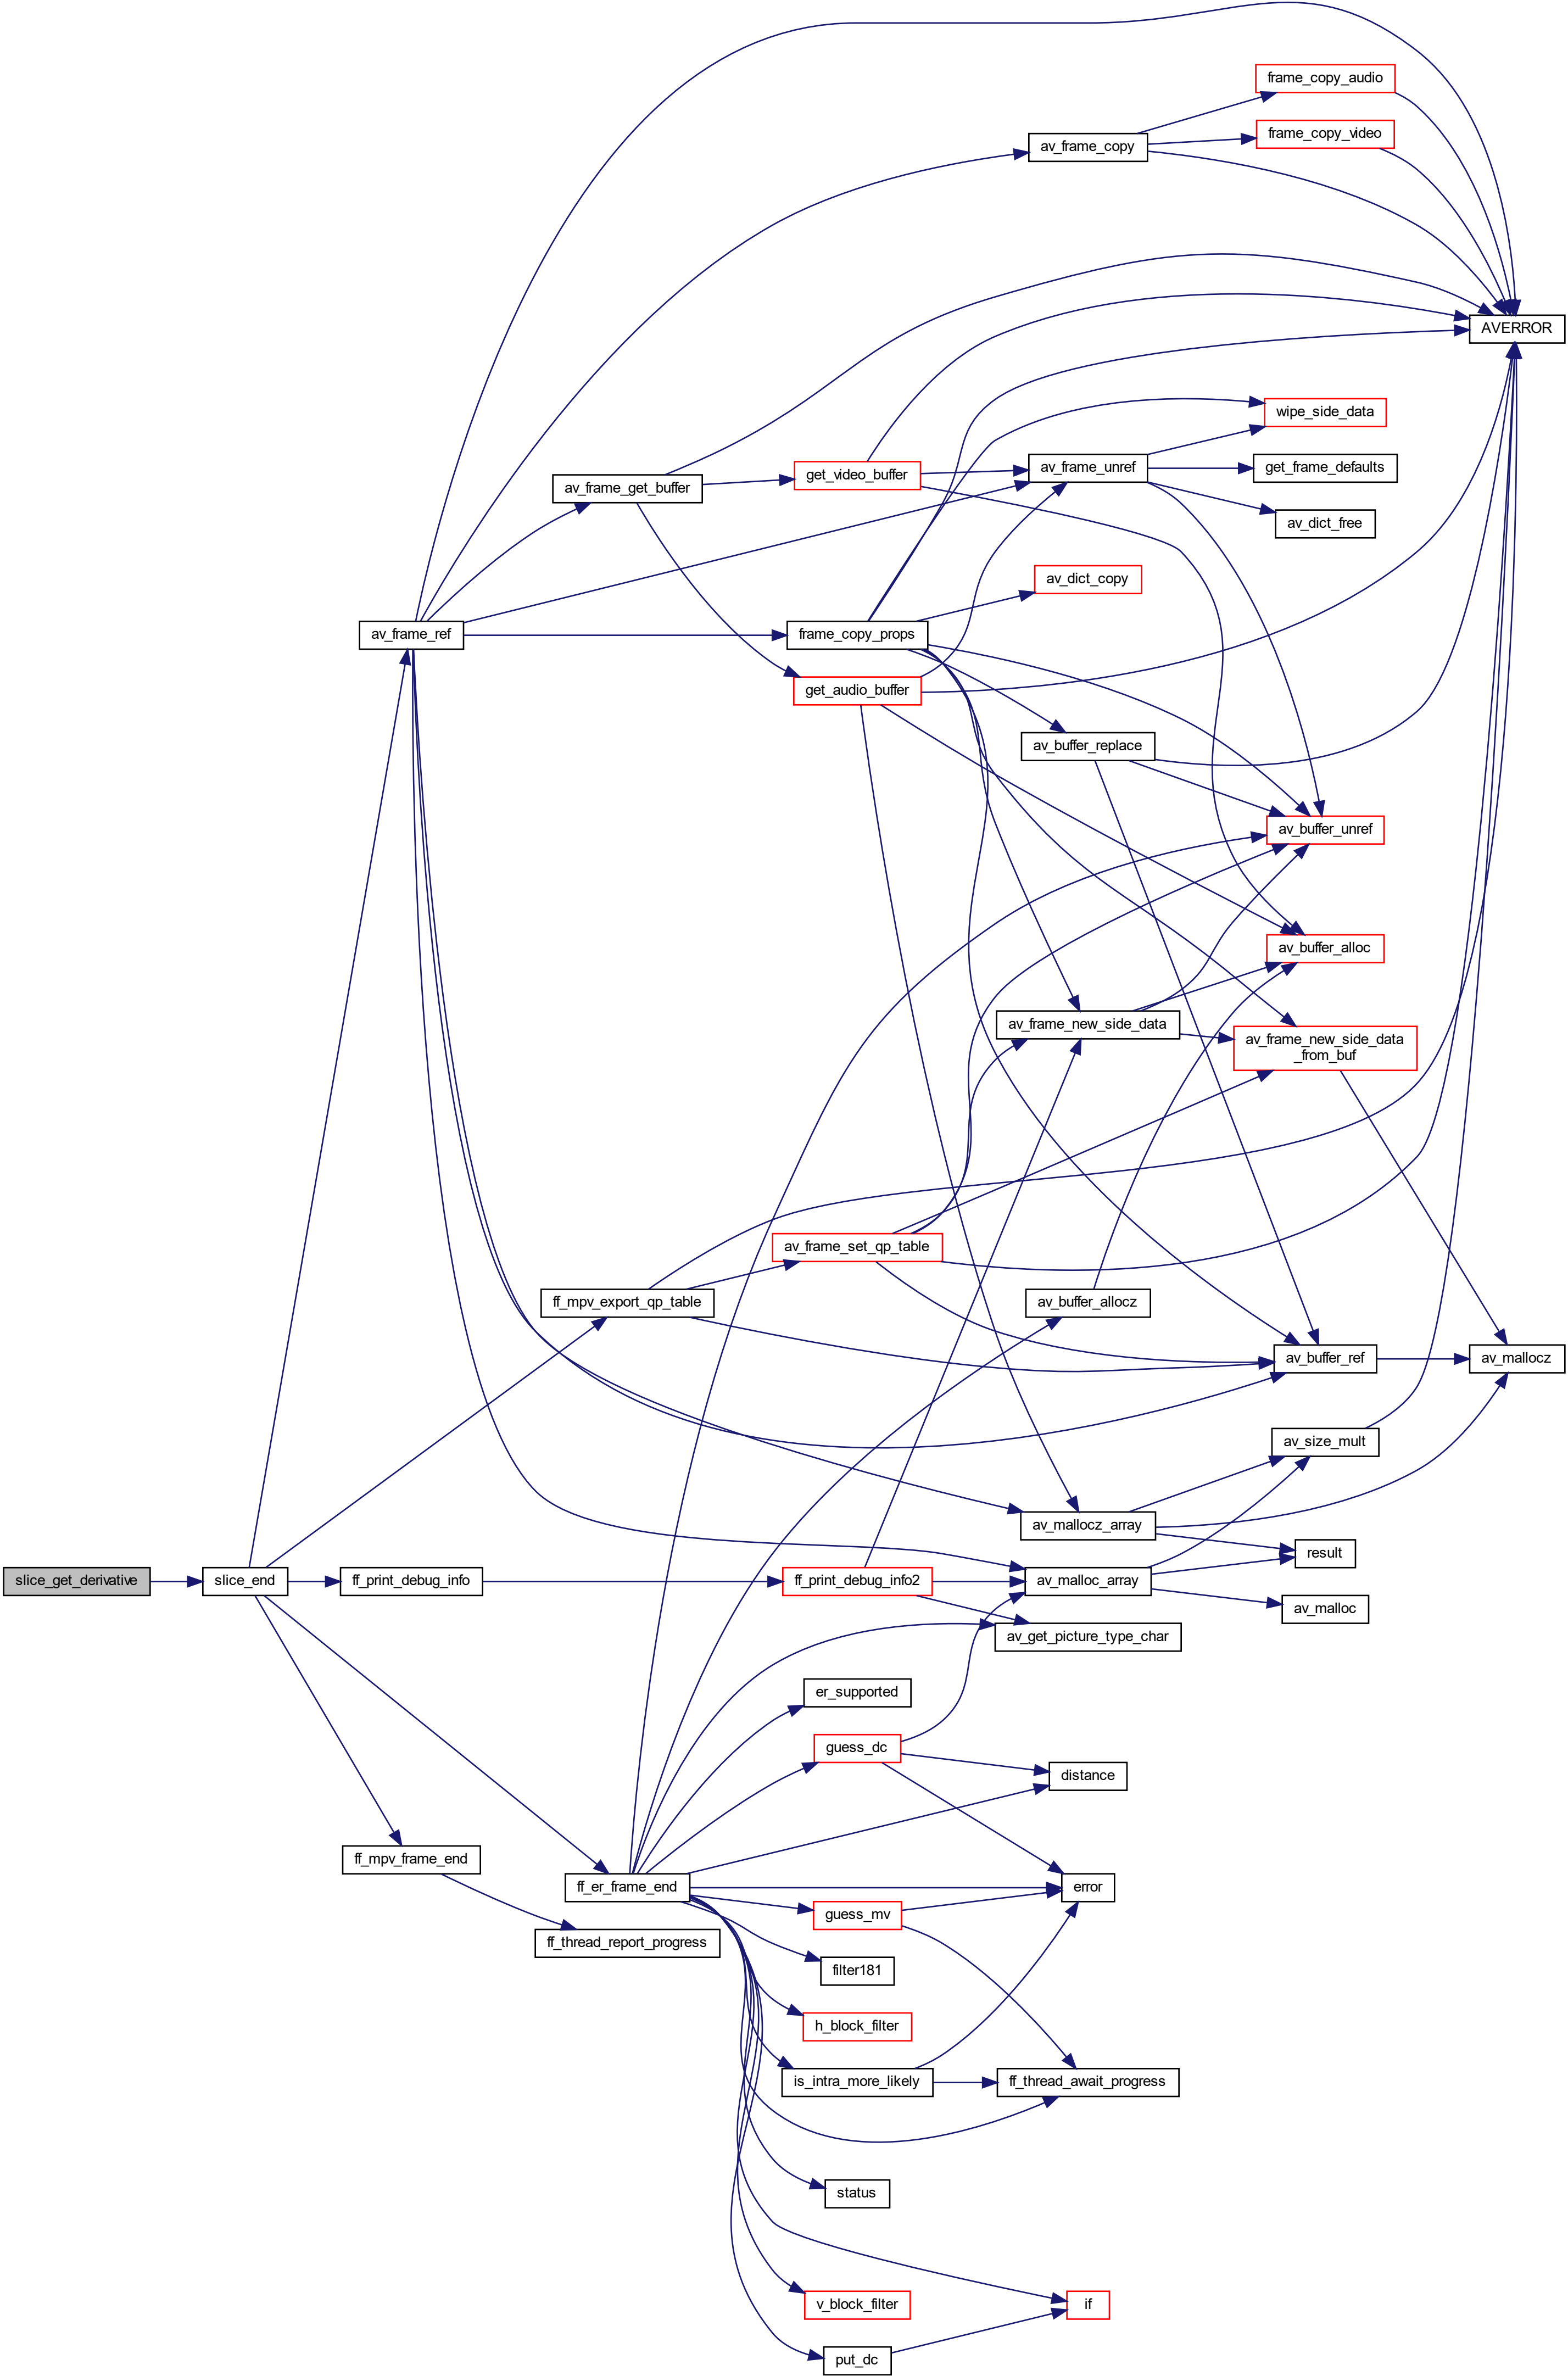 frame_copy_audio
frame_copy_video
av_frame_copy
AVERROR
wipe_side_data
av_frame_unref
get_frame_defaults
get_video_buffer
av_frame_get_buffer
av_dict_free
av_dict_copy
av_frame_ref
frame_copy_props
get_audio_buffer
av_buffer_replace
av_buffer_unref
av_buffer_alloc
av_frame_new_side_data
av_frame_new_side_data
_from_buf
av_frame_set_qp_table
ff_mpv_export_qp_table
av_buffer_allocz
av_buffer_ref
av_mallocz
av_size_mult
av_mallocz_array
result
slice_get_derivative
slice_end
ff_print_debug_info
ff_print_debug_info2
av_malloc_array
av_malloc
av_get_picture_type_char
er_supported
guess_dc
distance
ff_mpv_frame_end
ff_er_frame_end
error
guess_mv
ff_thread_report_progress
filter181
h_block_filter
is_intra_more_likely
ff_thread_await_progress
status
v_block_filter
if
put_dc